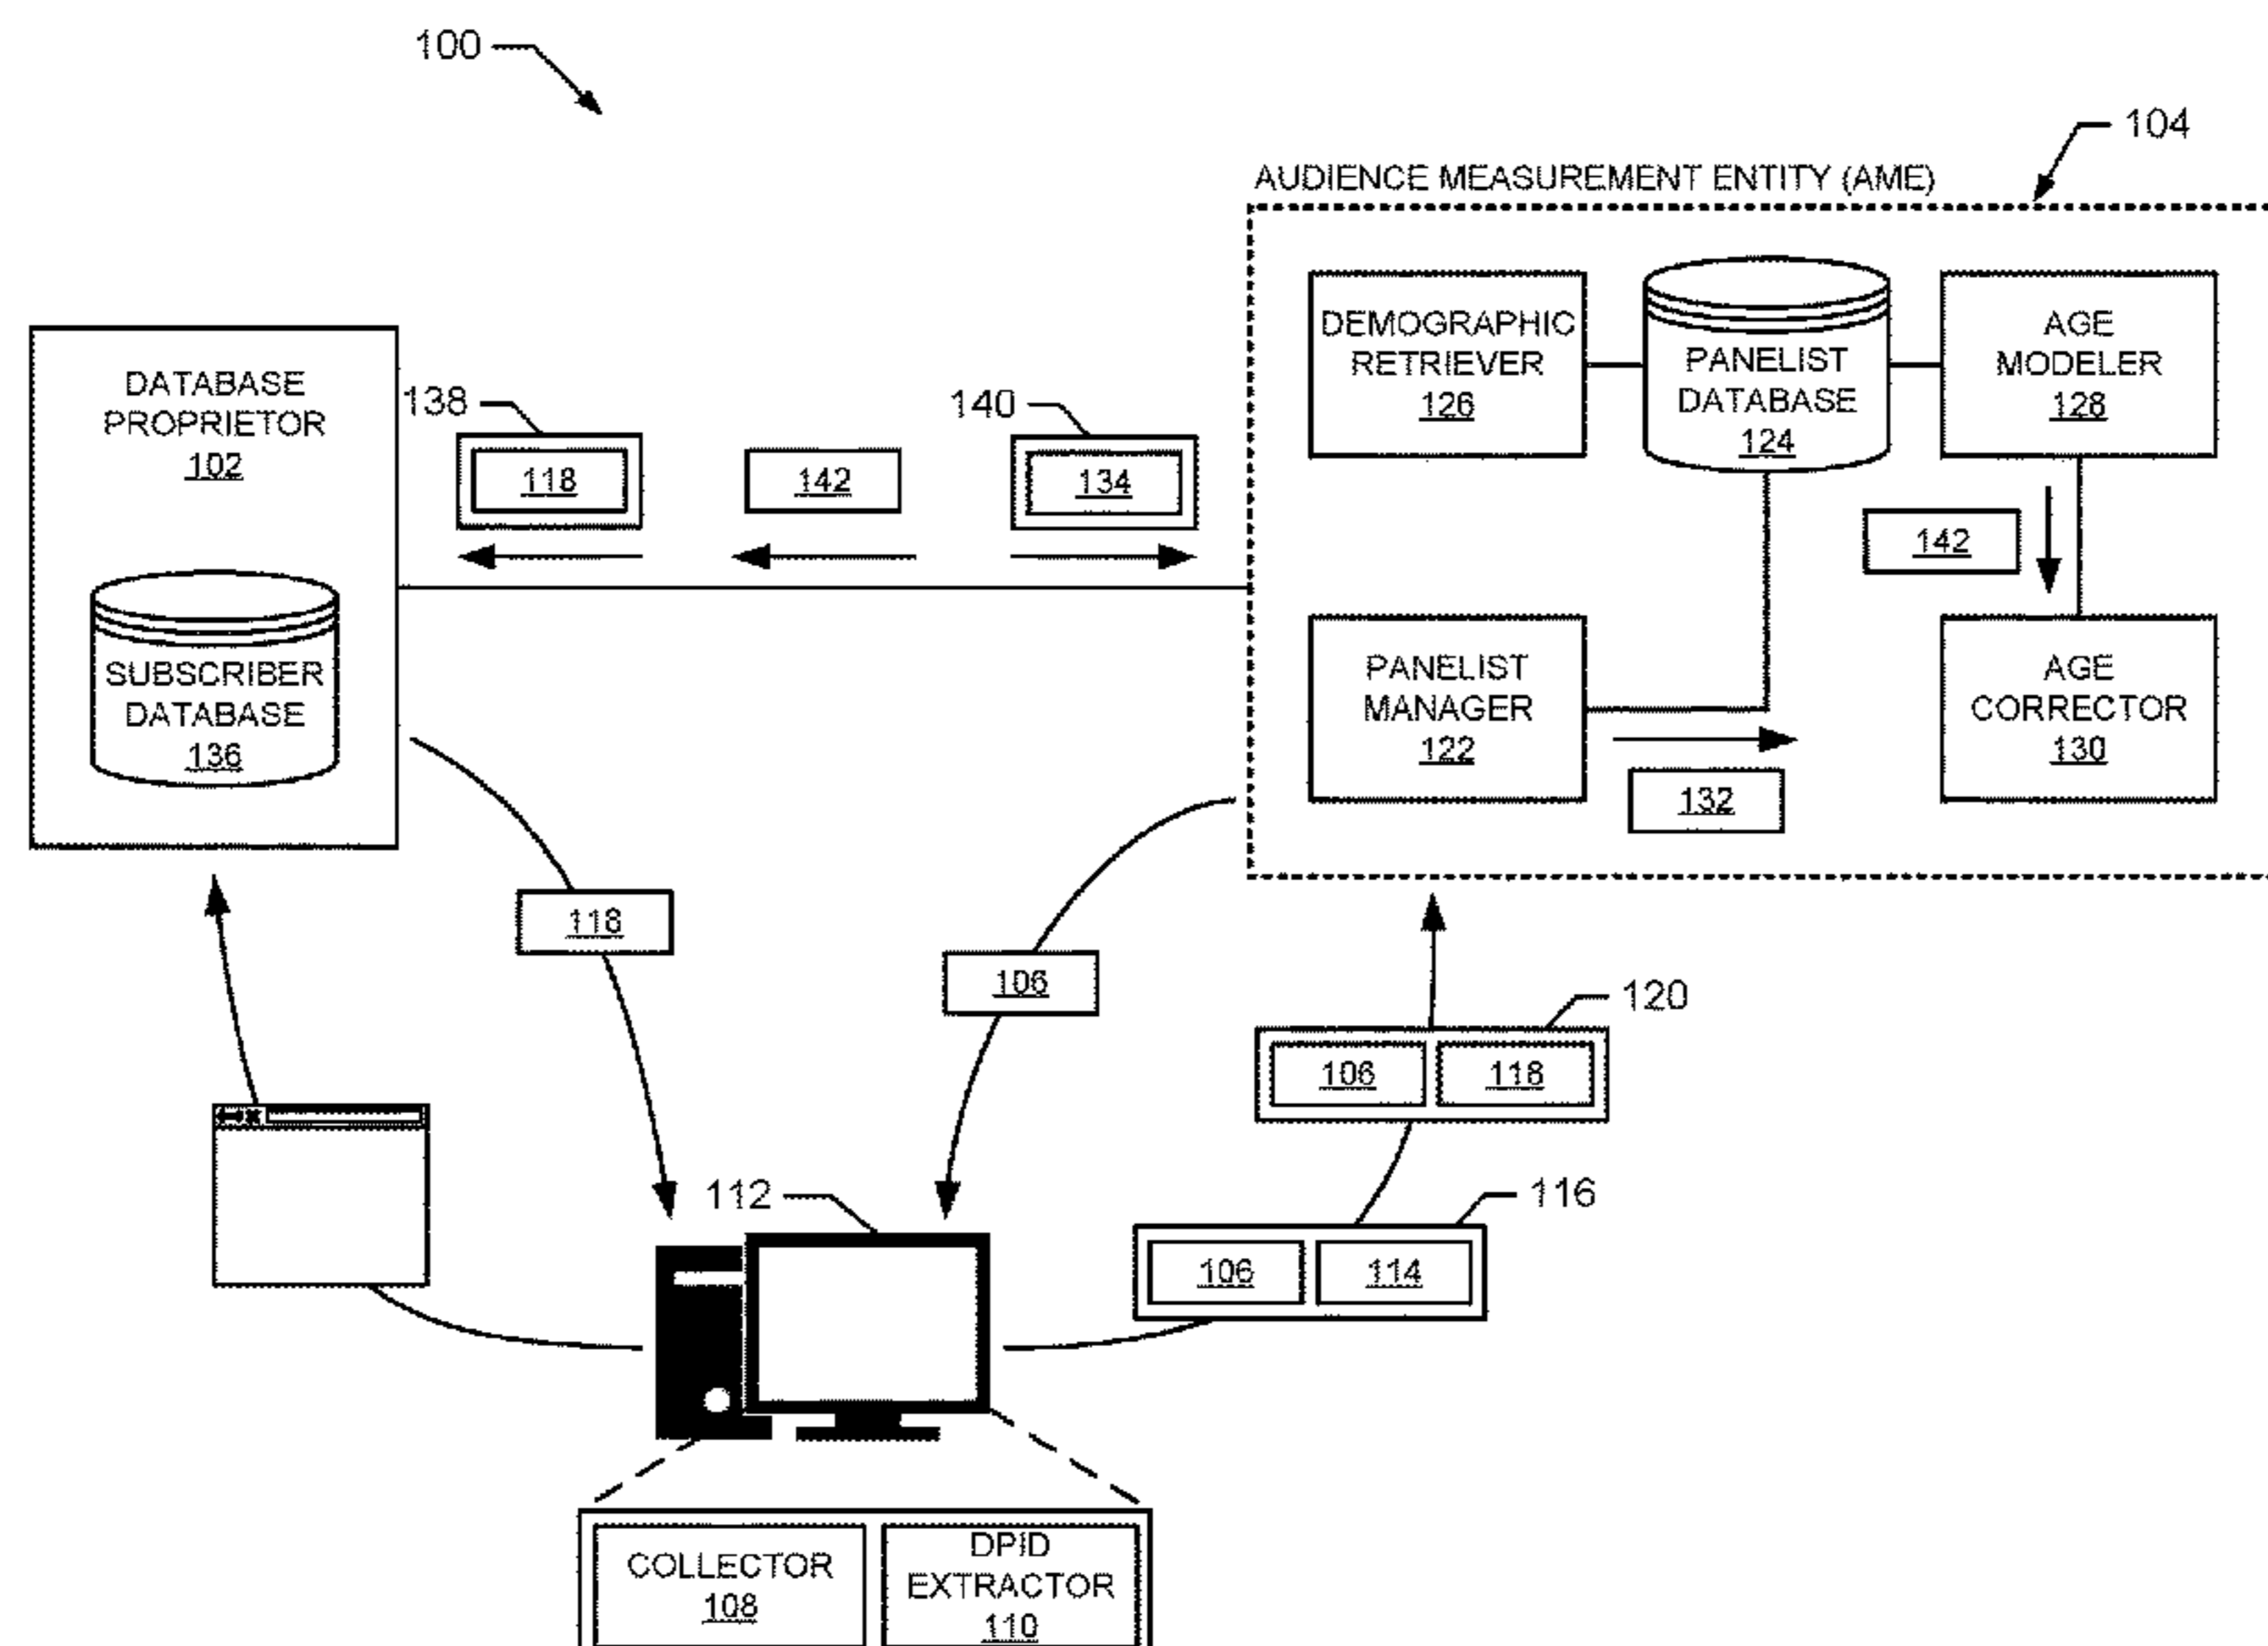 100
104
AUDIENCE MEASUREMENT ENTITY (AME)
DATABASE
PROPRIETOR
102
SUBSCRIBER
DATABASE
136
138
118
142
140
134
DEMOGRAPHIC
RETRIEVER
126
PANELIST
DATABASE
124
AGE
MODELER
128
142
PANELIST
MANAGER
122
132
AGE
CORRECTOR
130
118
106
120
106 118
116
106 114
112
COLLECTOR
108
DPID
EXTRACTOR
110